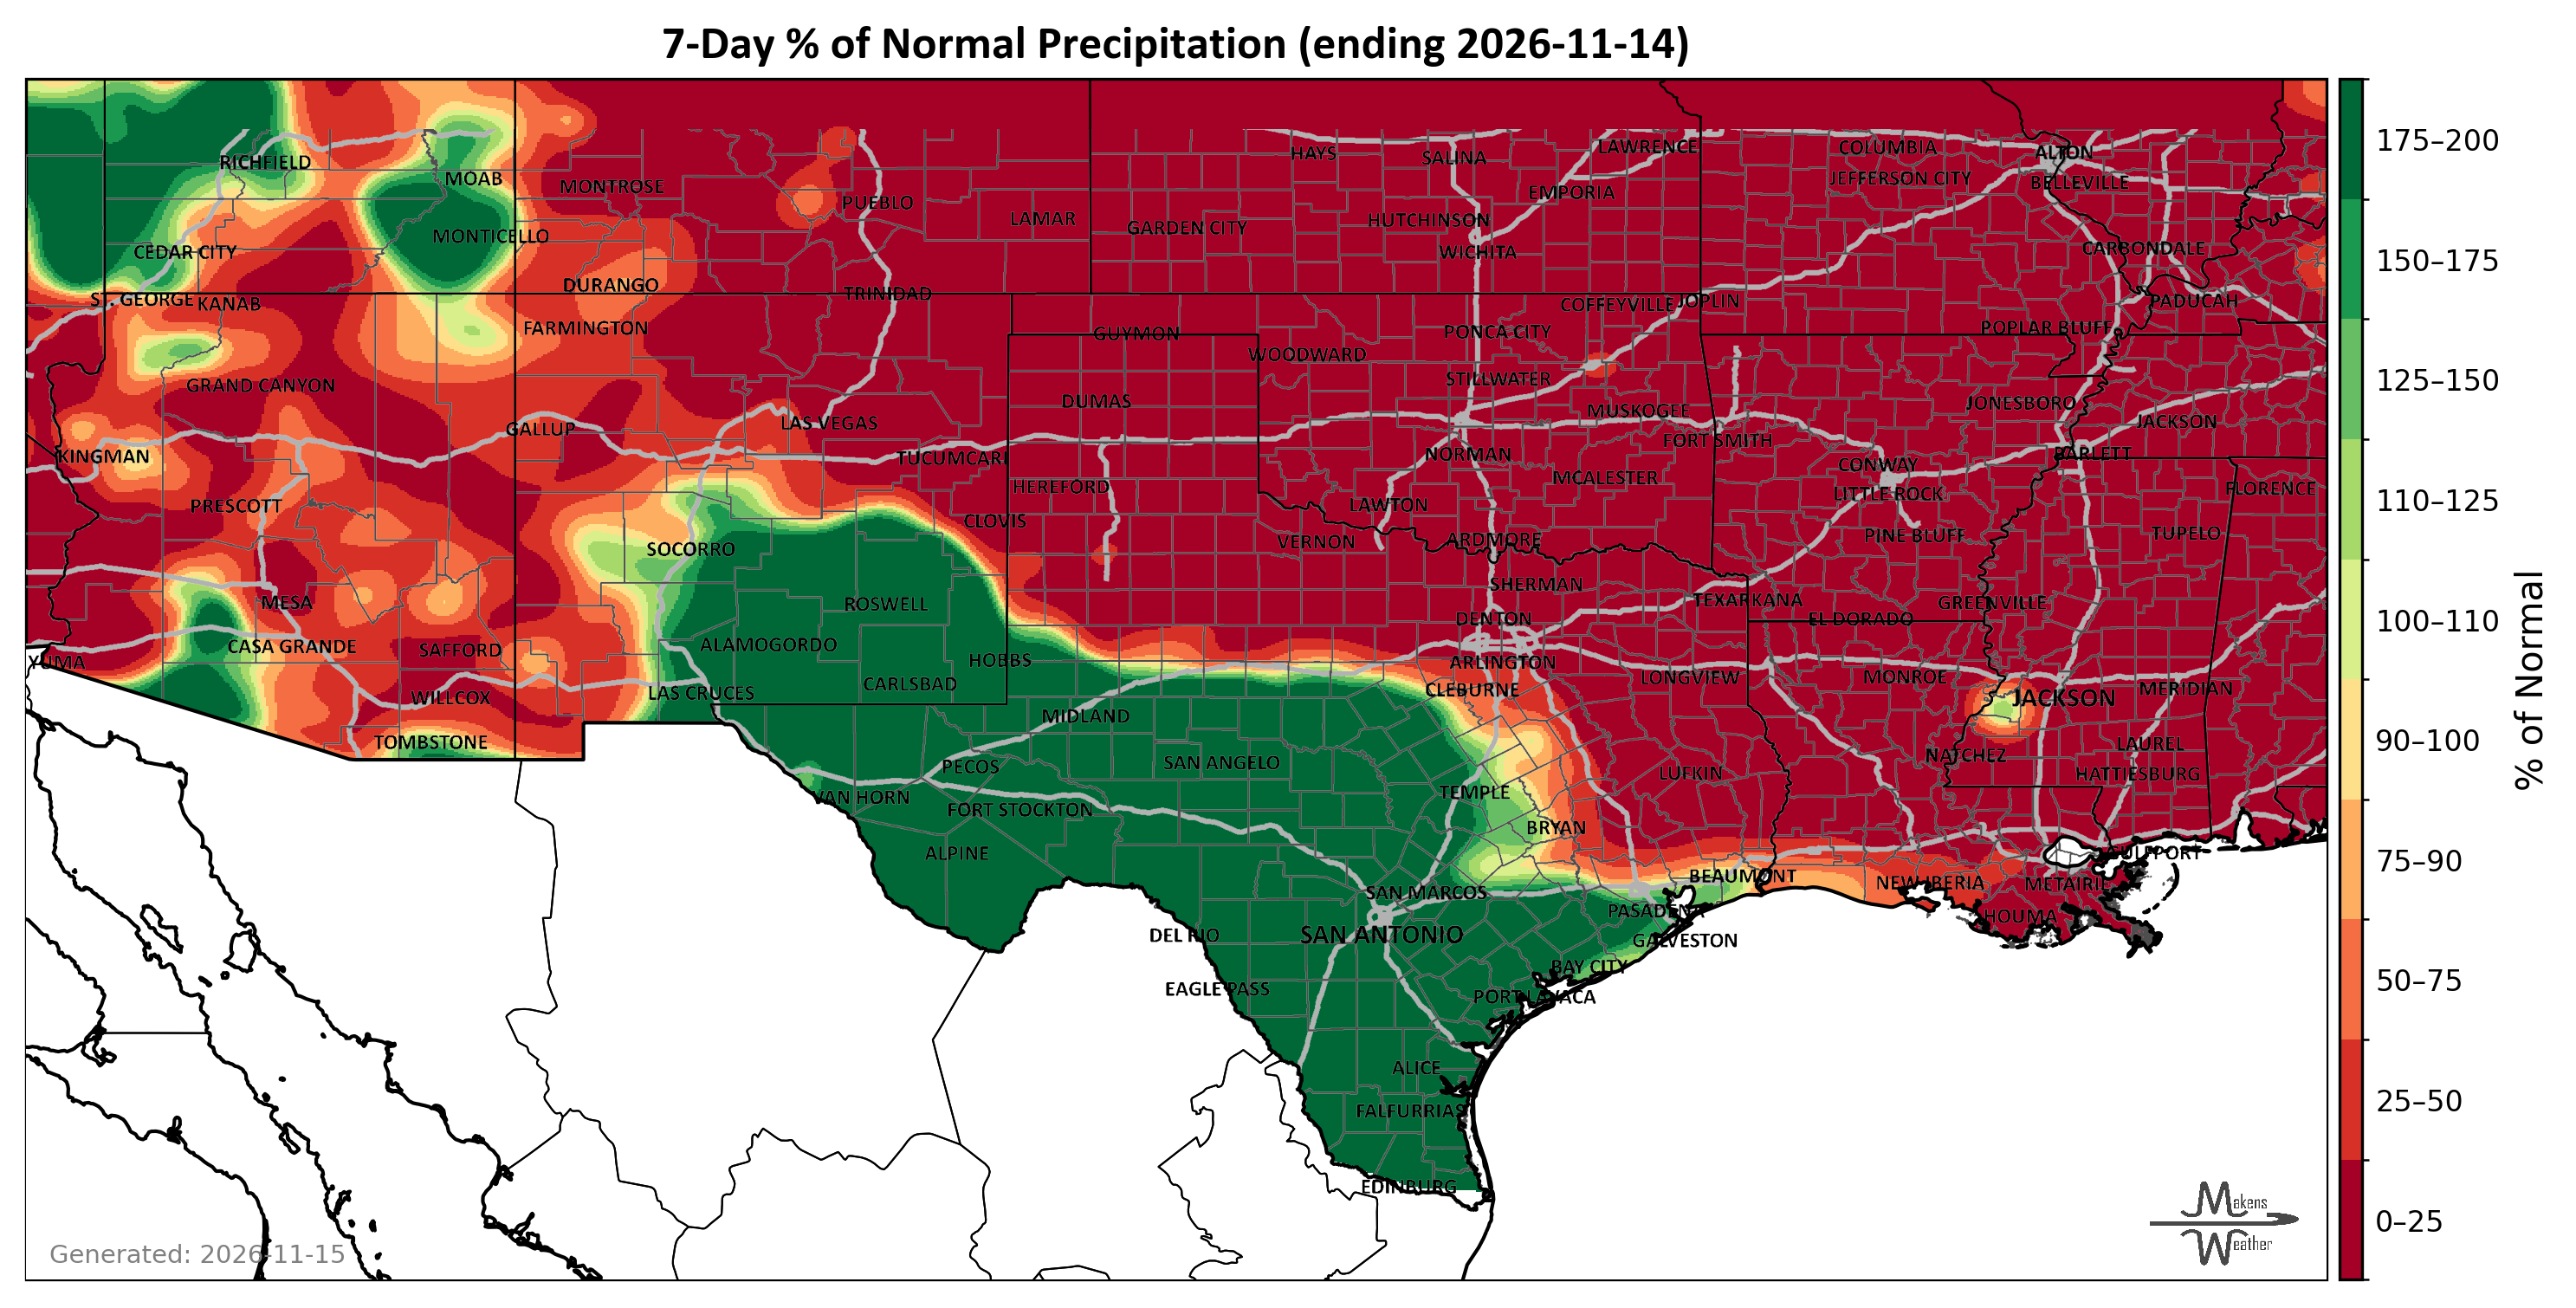 7-Day % of Normal Precipitation (ending 2026-11-14)
RICHFIELD
MOAB
MONTROSE
PUEBLO
LAMAR
HAYS
SALINA
LAWRENCE
COLUMBIA
ALTON
EMPORIA
JEFFERSON CITY
BELLEVILLE
CEDAR CITY
MONTICELLO
GARDEN CITY
HUTCHINSON
WICHITA
CARBONDALE
ST. GEORGE
KANAB
DURANGO
TRINIDAD
COFFEYVILLE
JOPLIN
PADUCAH
FARMINGTON
GUYMON
PONCA CITY
POPLAR BLUFF
WOODWARD
GRAND CANYON
DUMAS
STILLWATER
JONESBORO
GALLUP
LAS VEGAS
MUSKOGEE
JACKSON
KINGMAN
TUCUMCARI
NORMAN
FORT SMITH
BARLETT
PRESCOTT
HEREFORD
MCALESTER
CONWAY
FLORENCE
CLOVIS
LAWTON
LITTLE ROCK
SOCORRO
VERNON
ARDMORE
PINE BLUFF
TUPELO
MESA
ROSWELL
SHERMAN
TEXARKANA
GREENVILLE
CASA GRANDE
SAFFORD
ALAMOGORDO
HOBBS
DENTON
EL DORADO
YUMA
ARLINGTON
WILLCOX
LAS CRUCES
CARLSBAD
CLEBURNE
LONGVIEW
MONROE
JACKSON
MERIDIAN
TOMBSTONE
MIDLAND
PECOS
SAN ANGELO
NATCHEZ
LAUREL
VAN HORN
FORT STOCKTON
TEMPLE
LUFKIN
HATTIESBURG
ALPINE
BRYAN
GULFPORT
SAN MARCOS
BEAUMONT
NEW IBERIA
METAIRIE
DEL RIO
SAN ANTONIO
PASADENA
HOUMA
GALVESTON
EAGLE PASS
BAY CITY
PORT LAVACA
ALICE
FALFURRIAS
EDINBURG
Generated: 2026-11-15
Makens
Weather
175–200
150–175
125–150
110–125
100–110
90–100
75–90
50–75
25–50
0–25
% of Normal